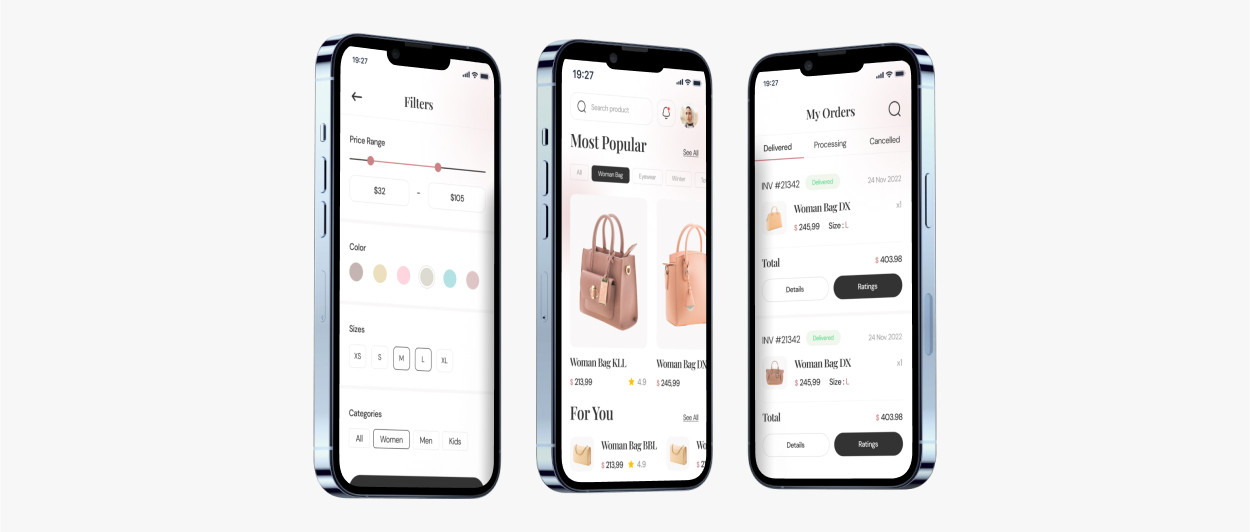 19:27
Filters
Price Range
$32 - $105
Color
Sizes
XS S M L XL
Categories
All Women Men Kids
19:27
Search product
Most Popular See All
All Woman Bag Eyewear Winter
Woman Bag KLL Woman Bag DX
$ 213,99 4.9 $ 245,99
For You See All
Woman Bag BBL
$ 213,99 4.9
19:27
My Orders
Delivered Processing Cancelled
INV #21342 Delivered 24 Nov 2022
Woman Bag DX x1
$ 245,99 Size : L
Total $ 403.98
Details Ratings
INV #21342 Delivered 24 Nov 2022
Woman Bag DX x1
$ 245,99 Size : L
Total $ 403.98
Details Ratings